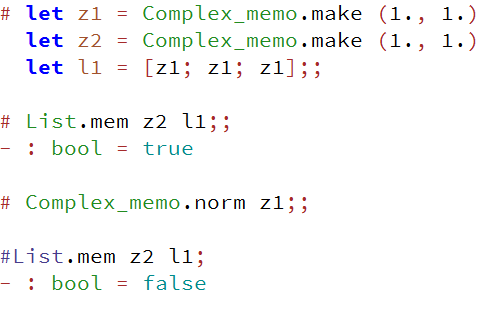 # let z1 = Complex_memo.make (1., 1.)
let z2 = Complex_memo.make (1., 1.)
let l1 = [z1; z1; z1];;
# List.mem z2 l1;;
- : bool = true
# Complex_memo.norm z1;;
#List.mem z2 l1;
- : bool = false